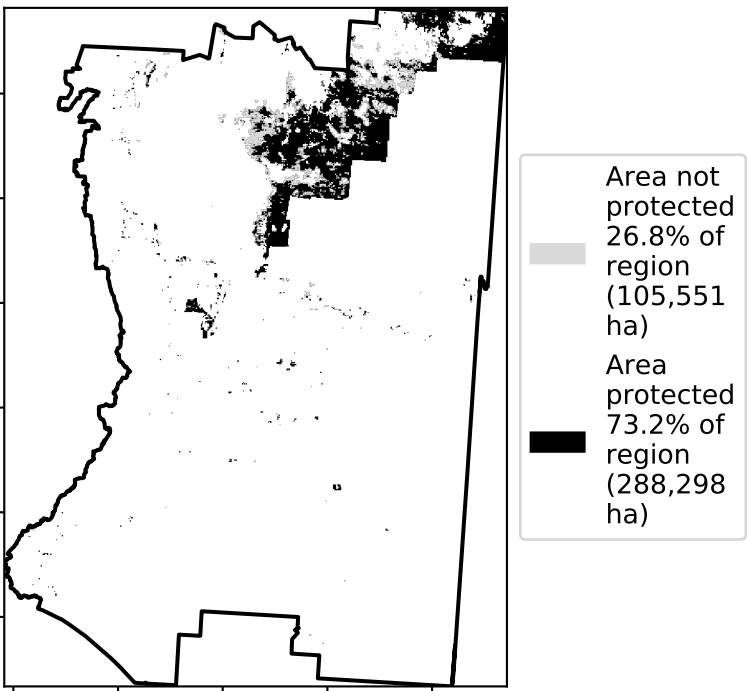 Area not
protected
26.8% of
region
(105,551
ha)
Area
protected
73.2% of
region
(288,298
ha)